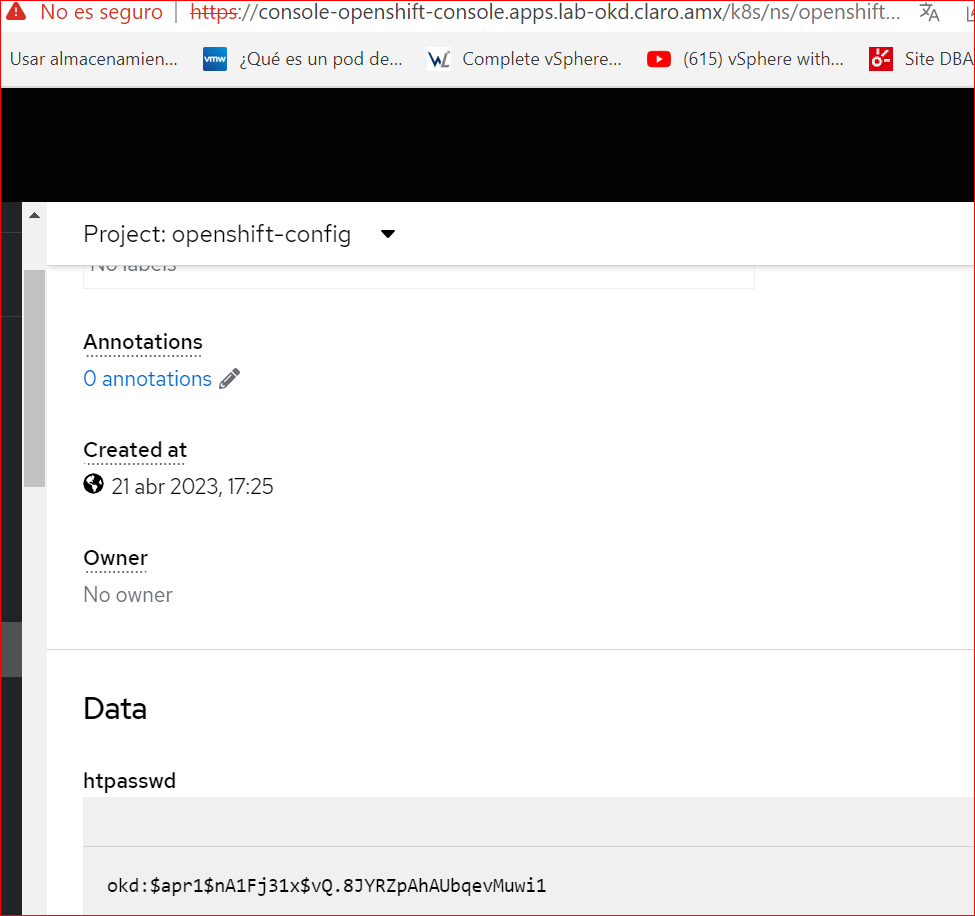 No es seguro | https://console-openshift-console.apps.lab-okd.claro.amx/k8s/ns/openshift...
Usar almacenamien... vmw ¿Qué es un pod de... Complete vSphere... (615) vSphere with... Site DBA
Project: openshift-config
No labels
Annotations
0 annotations
Created at
21 abr 2023, 17:25
Owner
No owner
Data
htpasswd
okd:$apr1$nA1Fj31x$vQ.8JYRZpAhAUbqevMuwi1